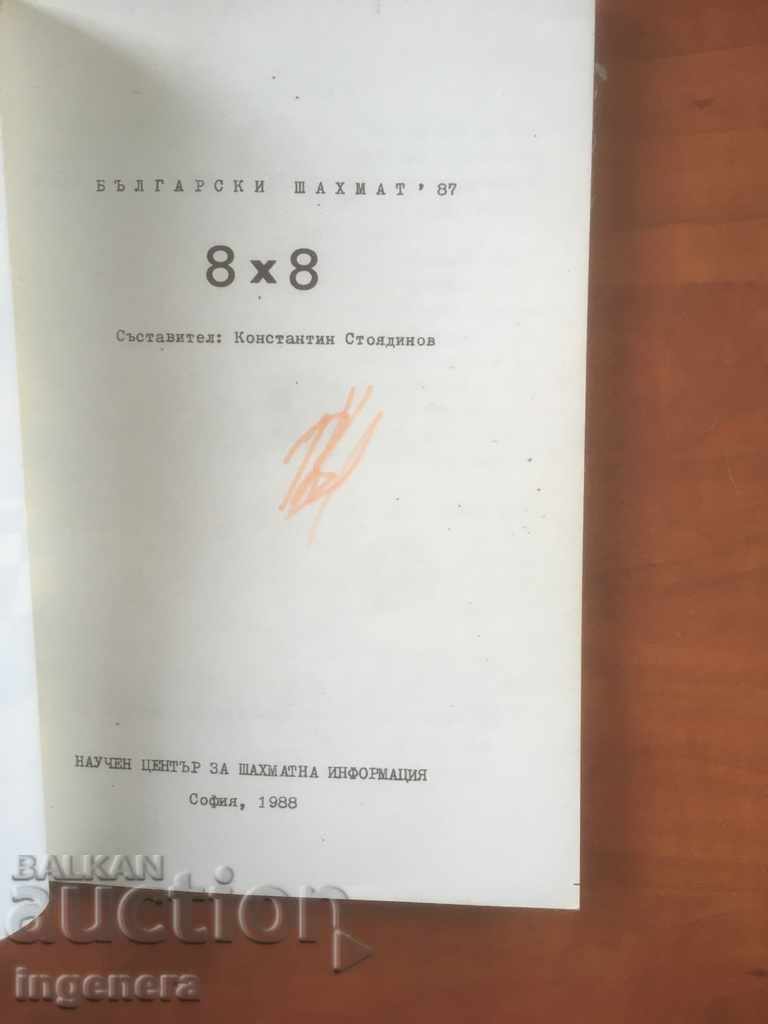 БЪЛГАРСКИ ШАХМАТ'87
8x8
Съставител: Константин Стоядинов
НАУЧЕН ЦЕНТЪР ЗА ШАХМАТНА ИНФОРМАЦИЯ
София, 1988
BALKAN
auction
ingenera